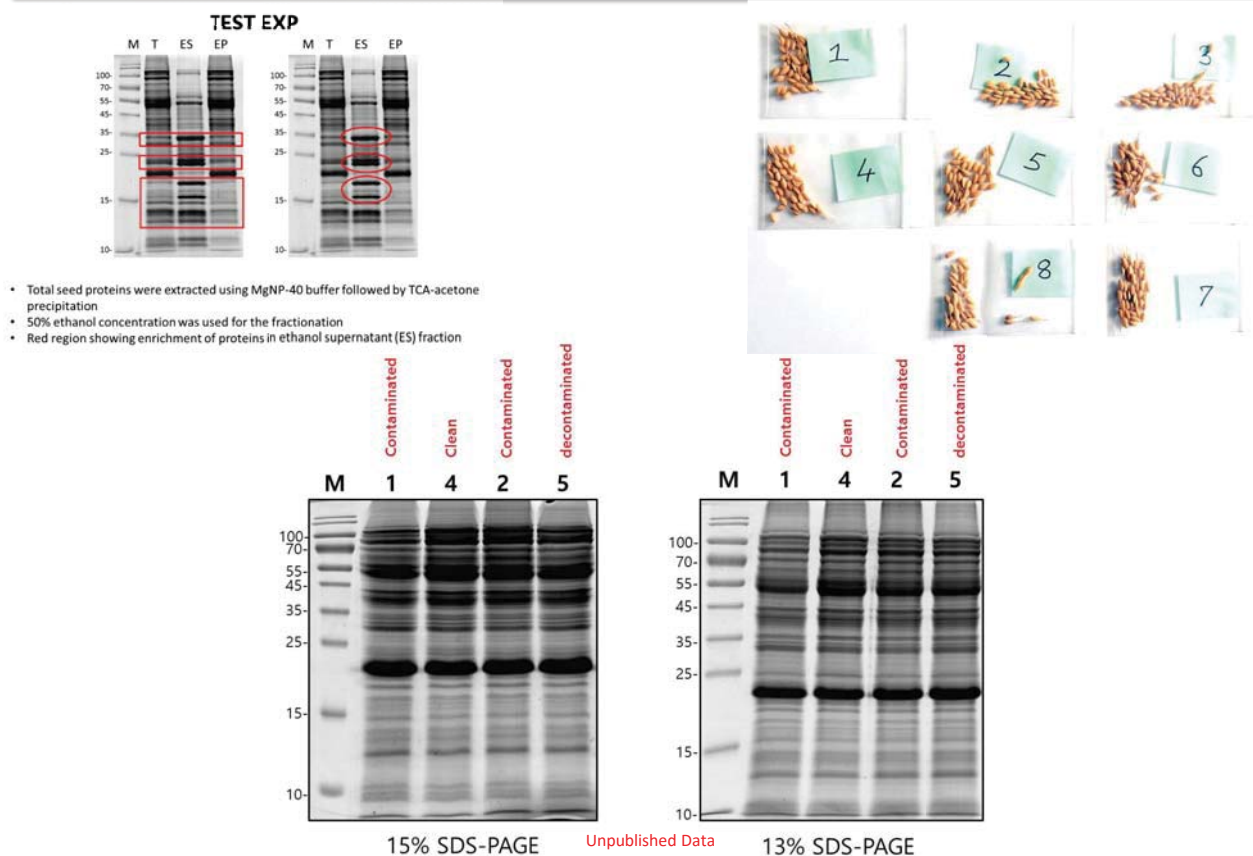 TEST EXP
M T ES EP
M T ES EP
100-
70-
55-
35-
25-
15-
10-
100-
70-
55-
35-
25-
15-
10-
• Total seed proteins were extracted using MgNP-40 buffer followed by TCA-acetone
precipitation
• 50% ethanol concentration was used for the fractionation
• Red region showing enrichment of proteins in ethanol supernatant (ES) fraction
1
2
3
4
5
6
8
7
Contaminated
Clean
Contaminated
decontaminated
M 1 4 2 5
100-
70-
55-
45-
35-
25-
15-
10-
15% SDS-PAGE
Contaminated
Clean
Contaminated
decontaminated
M 1 4 2 5
100-
70-
55-
45-
35-
25-
15-
10-
13% SDS-PAGE
Unpublished Data